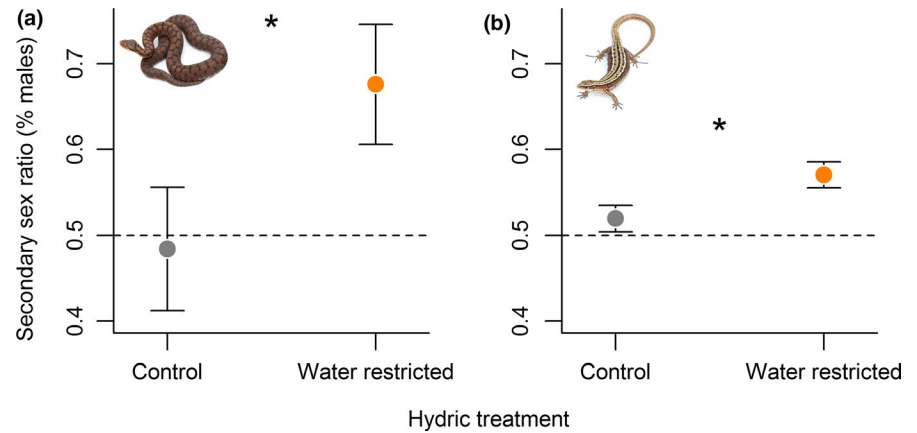 (a)
*
(b)
*
Secondary sex ratio (% males)
0.7
0.6
0.5
0.4
0.7
0.6
0.5
0.4
Control
Water restricted
Control
Water restricted
Hydric treatment